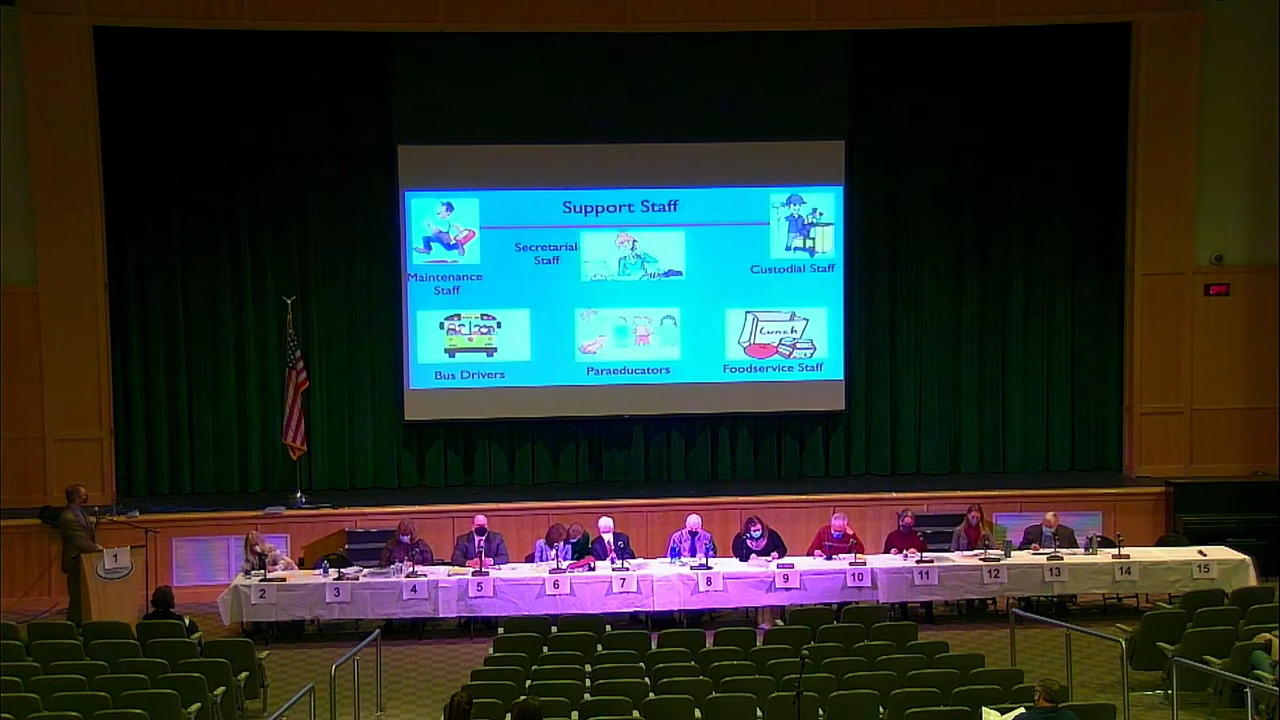 Support Staff
Secretarial
Staff
Maintenance
Staff
Custodial Staff
Lunch
Bus Drivers
Paraeducators
Foodservice Staff
1
2
3
4
5
6
7
8
9
10
11
12
13
14
15